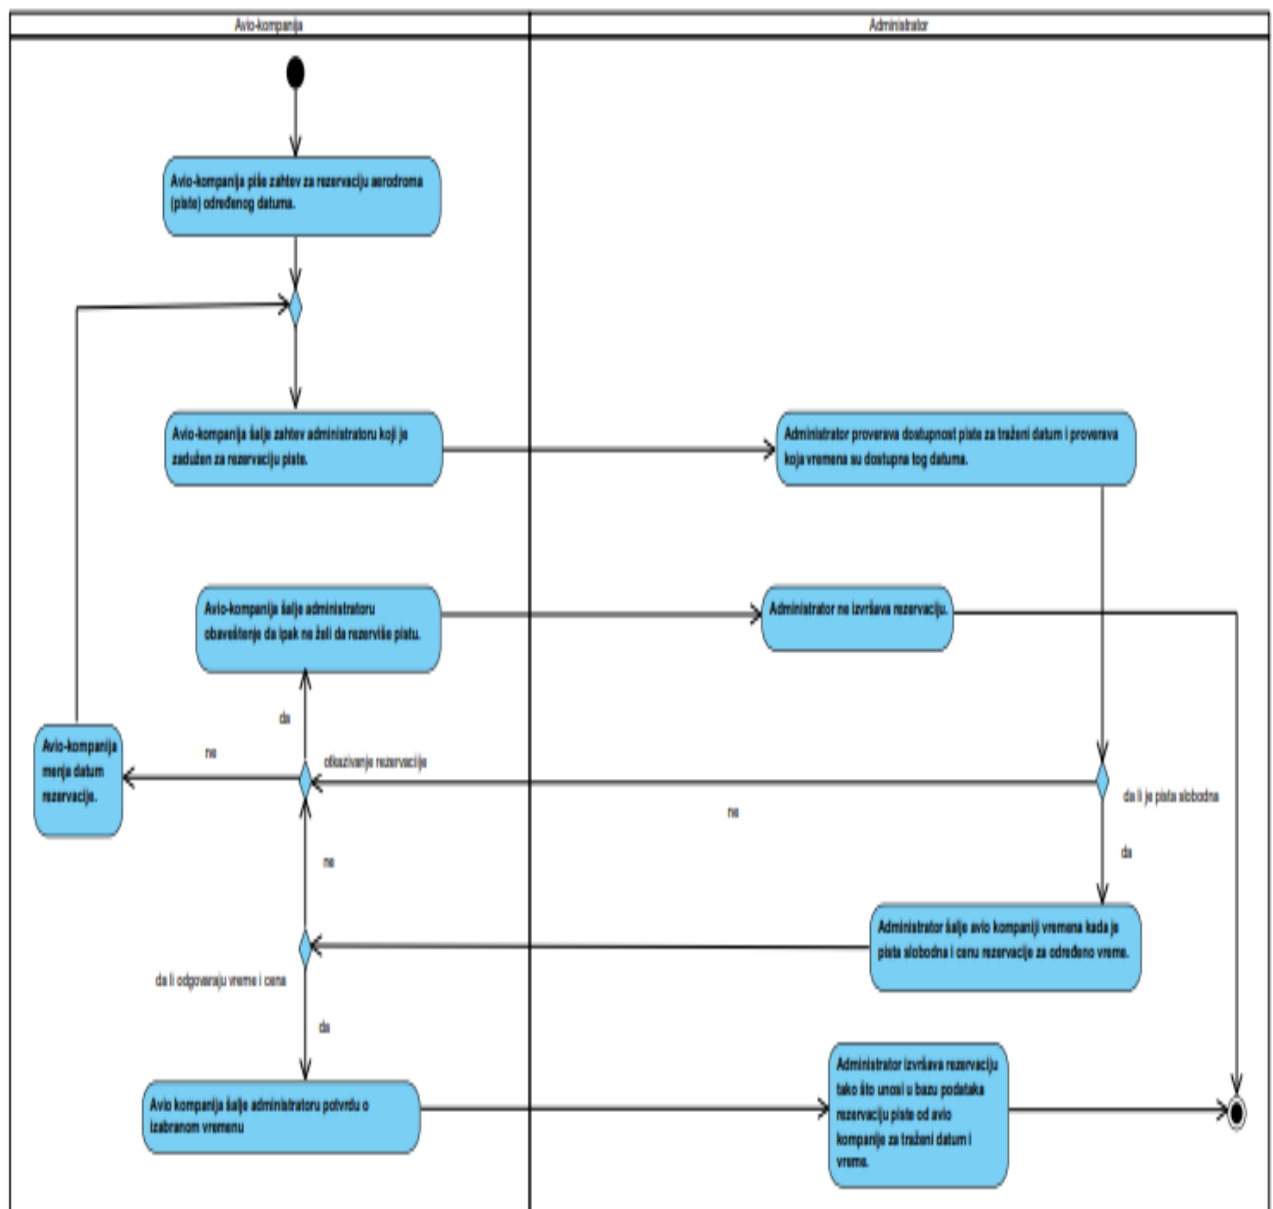 Avio-kompanija
Administrator
Avio-kompanija piše zahtev za rezervaciju aerodroma
(piste) određenog datuma.
Avio-kompanija šalje zahtev administratoru koji je
zadužen za rezervaciju piste.
Administrator proverava dostupnost piste za traženi datum i proverava
koja vremena su dostupna tog datuma.
Avio-kompanija šalje administratoru
obaveštenje da ipak ne želi da rezerviše pistu.
Administrator ne izvršava rezervaciju.
da
Avio-kompanija
menja datum
rezervacije.
ne
otkazivanje rezervacije
ne
da li je pista slobodna
da
ne
Administrator šalje avio kompaniji vremena kada je
pista slobodna i cenu rezervacije za određeno vreme.
da li odgovaraju vreme i cena
da
Avio kompanija šalje administratoru potvrdu o
izabranom vremenu
Administrator izvršava rezervaciju
tako što unosi u bazu podataka
rezervaciju piste od avio
kompanije za traženi datum i
vreme.